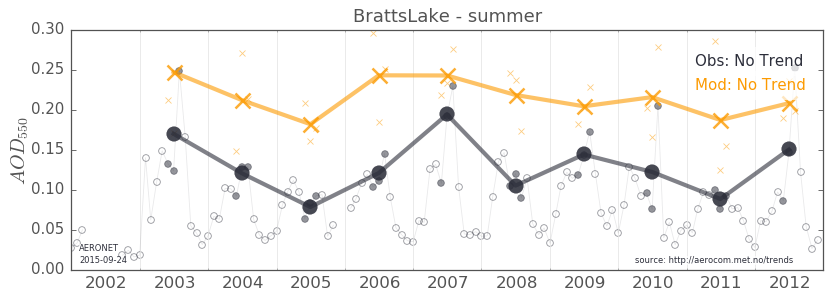 BrattsLake - summer
0.30
0.25
0.20
0.15
0.10
0.05
0.00
AOD550
Obs: No Trend
Mod: No Trend
AERONET
2015-09-24
source: http://aerocom.met.no/trends
2002 2003 2004 2005 2006 2007 2008 2009 2010 2011 2012